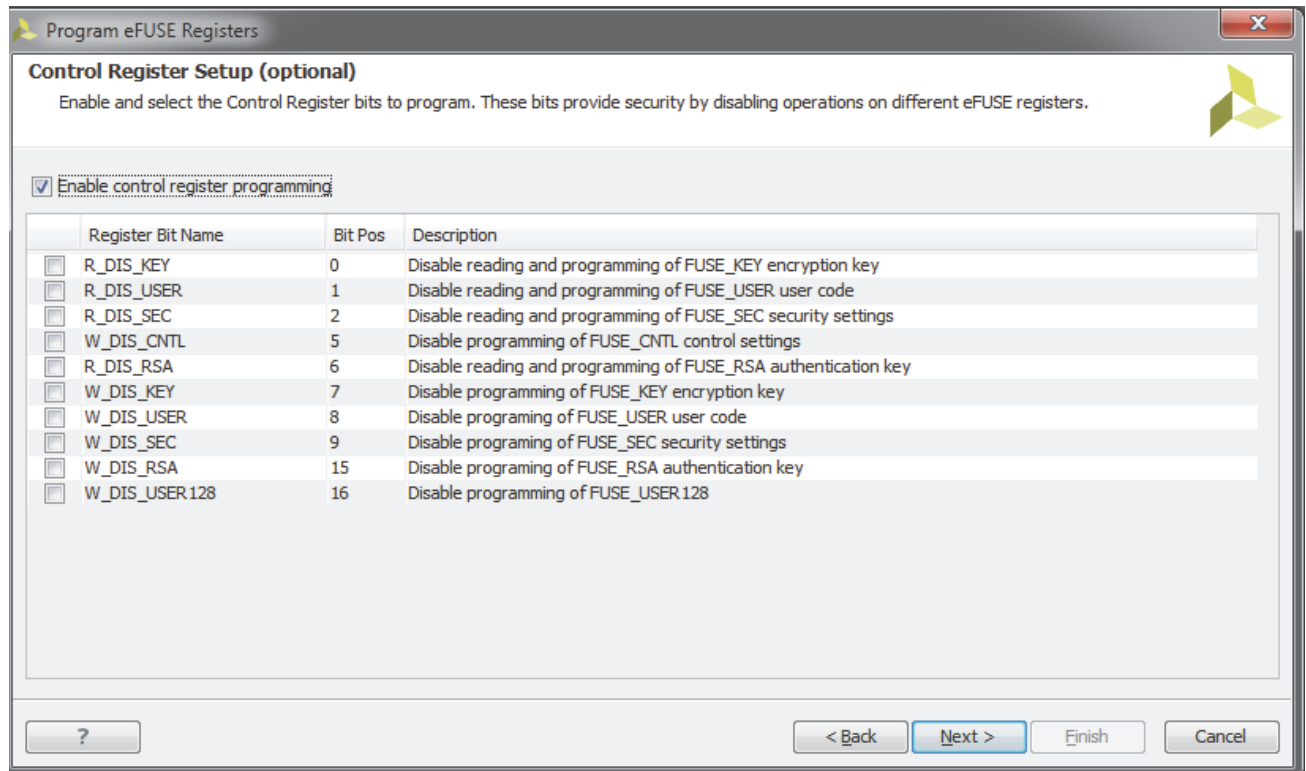 Program eFUSE Registers
Control Register Setup (optional)
Enable and select the Control Register bits to program. These bits provide security by disabling operations on different eFUSE registers.
Enable control register programming
Register Bit Name Bit Pos Description
R_DIS_KEY 0 Disable reading and programming of FUSE_KEY encryption key
R_DIS_USER 1 Disable reading and programming of FUSE_USER user code
R_DIS_SEC 2 Disable reading and programming of FUSE_SEC security settings
W_DIS_CNTL 5 Disable programming of FUSE_CNTL control settings
R_DIS_RSA 6 Disable reading and programming of FUSE_RSA authentication key
W_DIS_KEY 7 Disable programming of FUSE_KEY encryption key
W_DIS_USER 8 Disable programing of FUSE_USER user code
W_DIS_SEC 9 Disable programing of FUSE_SEC security settings
W_DIS_RSA 15 Disable programing of FUSE_RSA authentication key
W_DIS_USER128 16 Disable programming of FUSE_USER128
? < Back Next > Finish Cancel